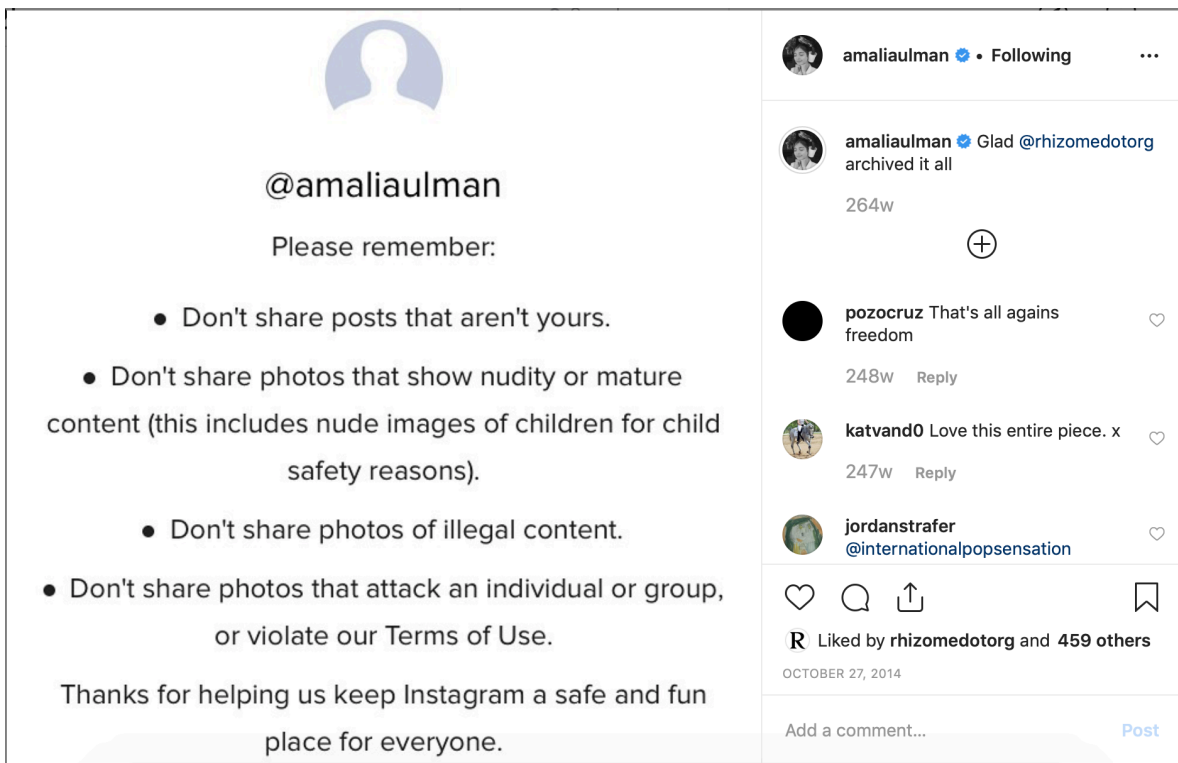 @amaliaulman
Please remember:
● Don't share posts that aren't yours.
● Don't share photos that show nudity or mature
content (this includes nude images of children for child
safety reasons).
● Don't share photos of illegal content.
● Don't share photos that attack an individual or group,
or violate our Terms of Use.
Thanks for helping us keep Instagram a safe and fun
place for everyone.
amaliaulman • Following
amaliaulman Glad @rhizomedotorg
archived it all
264w
pozocruz That's all agains
freedom
248w Reply
katvand0 Love this entire piece. x
247w Reply
jordanstrafer
@internationalpopsensation
R Liked by rhizomedotorg and 459 others
OCTOBER 27, 2014
Add a comment... Post